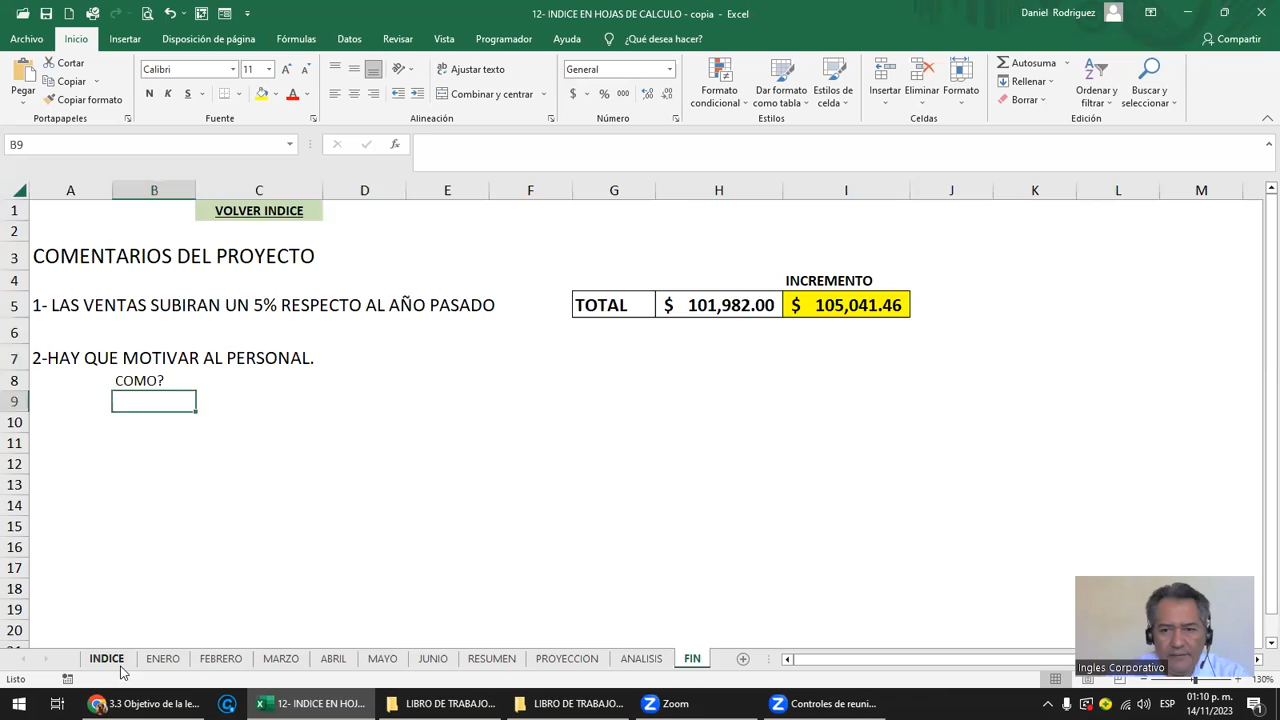 12- INDICE EN HOJAS DE CALCULO - copia - Excel
Daniel Rodriguez
Archivo Inicio Insertar Disposición de página Fórmulas Datos Revisar Vista Programador Ayuda ¿Qué desea hacer? Compartir
Pegar
Cortar
Copiar
Copiar formato
Portapapeles
Calibri 11
N K S
Fuente
Ajustar texto
Combinar y centrar
Alineación
General
$ % 000
Número
Formato condicional
Dar formato como tabla
Estilos de celda
Estilos
Insertar Eliminar Formato
Celdas
Autosuma
Rellenar
Borrar
Ordenar y filtrar
Buscar y seleccionar
Edición
B9
fx
A B C D E F G H I J K L M
1 VOLVER INDICE
2
3 COMENTARIOS DEL PROYECTO
4 INCREMENTO
5 1- LAS VENTAS SUBIRAN UN 5% RESPECTO AL AÑO PASADO TOTAL $ 101,982.00 $ 105,041.46
6
7 2-HAY QUE MOTIVAR AL PERSONAL.
8 COMO?
9
10
11
12
13
14
15
16
17
18
19
20
Ingles Corporativo
INDICE ENERO FEBRERO MARZO ABRIL MAYO JUNIO RESUMEN PROYECCION ANALISIS FIN
Listo
130%
3.3 Objetivo de la le...
12- INDICE EN HOJ...
LIBRO DE TRABAJO...
LIBRO DE TRABAJO...
Zoom
Controles de reuni...
ESP
01:10 p. m.
14/11/2023